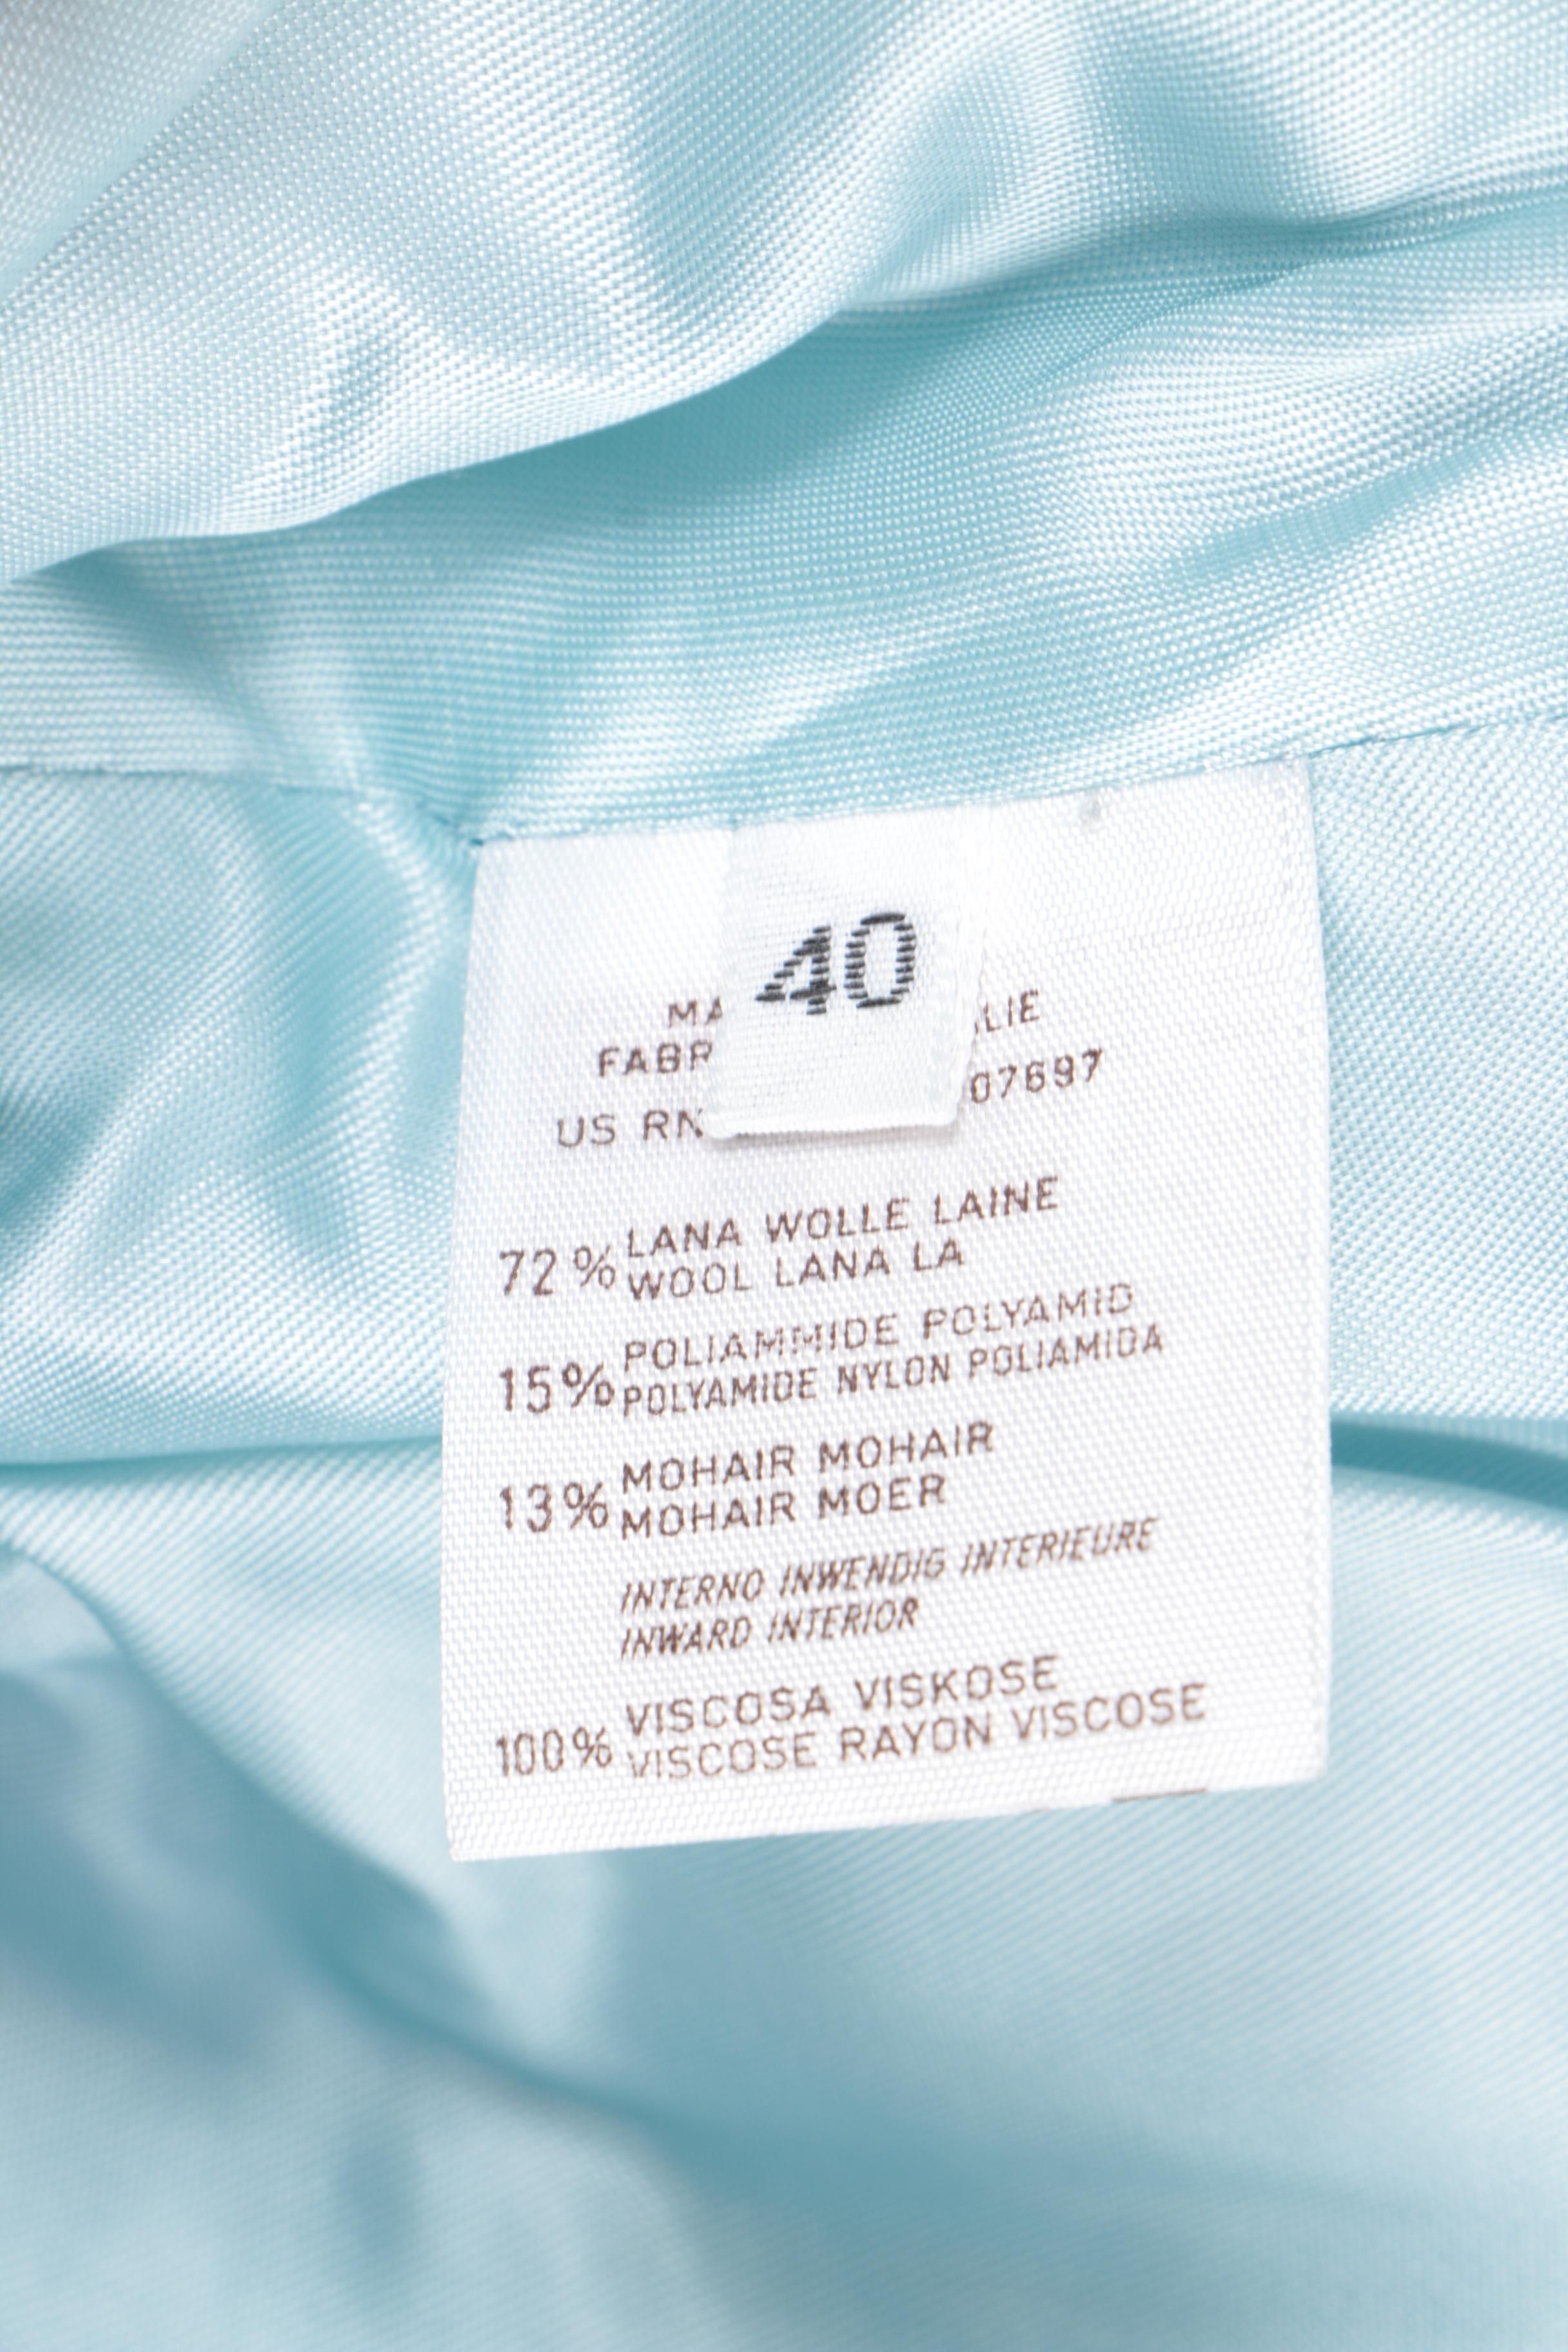 40
MA LIE
FABR
US RN 07697
72% LANA WOLLE LAINE
WOOL LANA LA
15% POLIAMMIDE POLYAMID
POLYAMIDE NYLON POLIAMIDA
13% MOHAIR MOHAIR
MOHAIR MOER
INTERNO INWENDIG INTERIEURE
INWARD INTERIOR
100% VISCOSA VISKOSE
VISCOSE RAYON VISCOSE